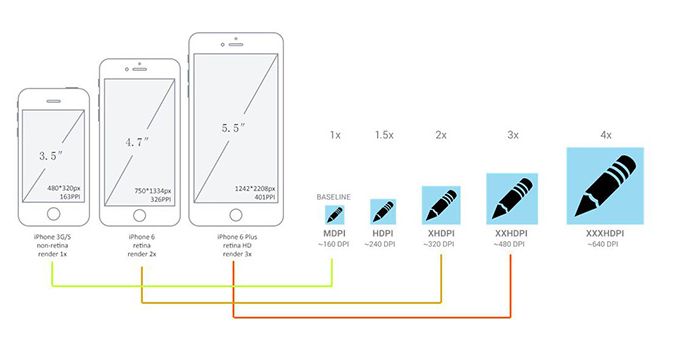 3.5"
480*320px
163PPI
iPhone 3G/S
non-retina
render 1x
4.7"
750*1334px
326PPI
iPhone 6
retina
render 2x
5.5"
1242*2208px
401PPI
iPhone 6 Plus
retina HD
render 3x
1x
1.5x
2x
3x
4x
BASELINE
MDPI
~160 DPI
HDPI
~240 DPI
XHDPI
~320 DPI
XXHDPI
~480 DPI
XXXHDPI
~640 DPI